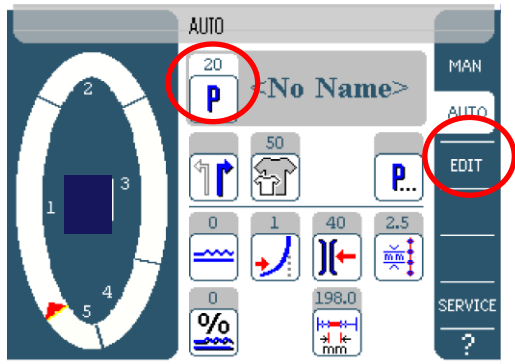 AUTO
20
P
<No Name>
MAN
AUTO
EDIT
50
P...
0
1
40
2.5
mm
0
%
198.0
mm
SERVICE
?
2
3
1
4
5